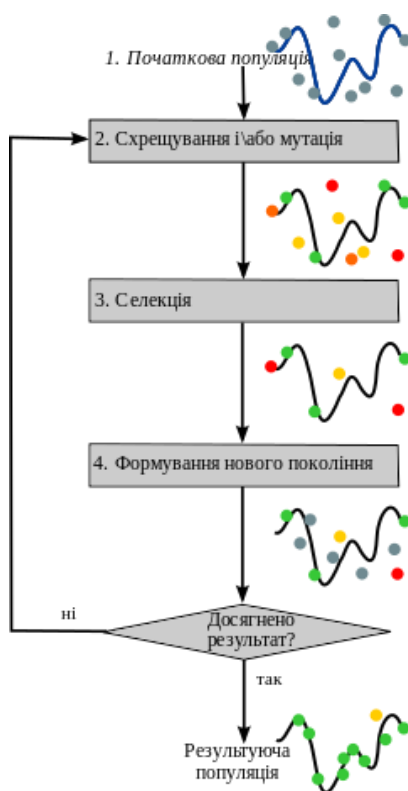 1. Початкова популяція
2. Схрещування і\або мутація
3. Селекція
4. Формування нового покоління
Досягнено
результат?
ні
так
Результуюча
популяція